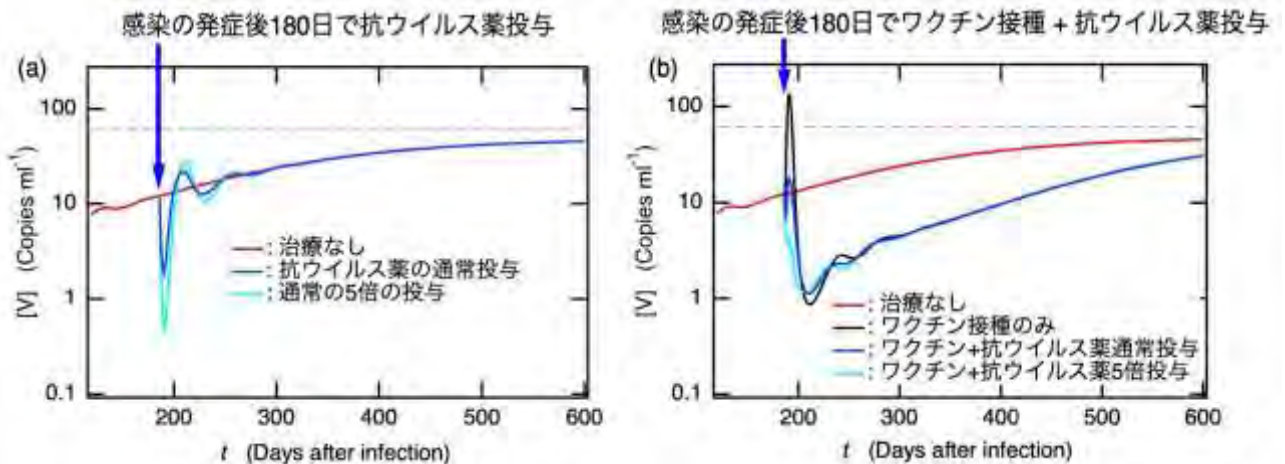 感染の発症後180日で抗ウイルス薬投与
(a)
[V] (Copies ml⁻¹)
100
10
1
0.1
: 治療なし
: 抗ウイルス薬の通常投与
: 通常の5倍の投与
200
300
400
500
600
t (Days after infection)
感染の発症後180日でワクチン接種 + 抗ウイルス薬投与
(b)
[V] (Copies ml⁻¹)
100
10
1
0.1
: 治療なし
: ワクチン接種のみ
: ワクチン+抗ウイルス薬通常投与
: ワクチン+抗ウイルス薬5倍投与
200
300
400
500
600
t (Days after infection)